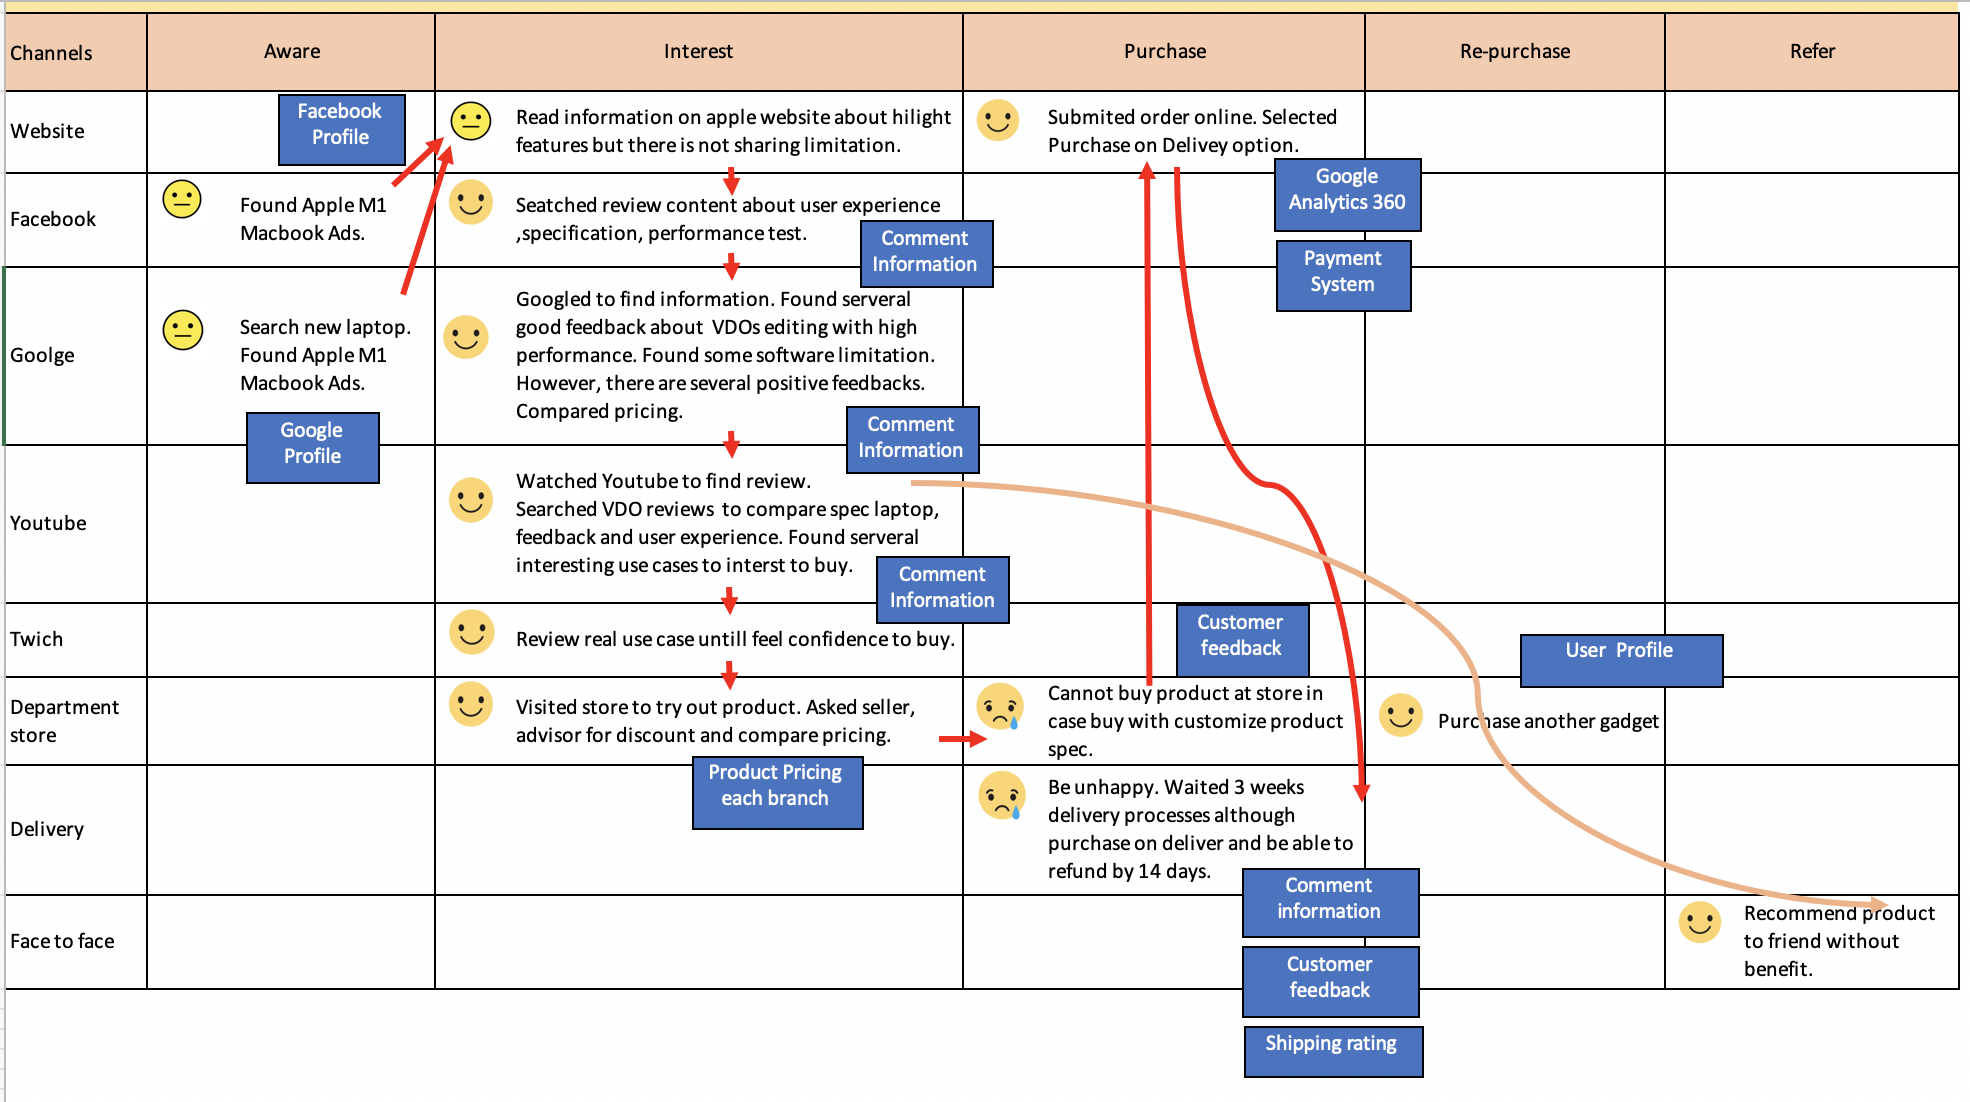 Channels
Aware
Interest
Purchase
Re-purchase
Refer
Website
Facebook
Profile
Read information on apple website about hilight
features but there is not sharing limitation.
Submited order online. Selected
Purchase on Delivey option.
Google
Analytics 360
Facebook
Found Apple M1
Macbook Ads.
Seatched review content about user experience
,specification, performance test.
Comment
Information
Payment
System
Goolge
Search new laptop.
Found Apple M1
Macbook Ads.
Google
Profile
Googled to find information. Found serveral
good feedback about VDOs editing with high
performance. Found some software limitation.
However, there are several positive feedbacks.
Compared pricing.
Comment
Information
Youtube
Watched Youtube to find review.
Searched VDO reviews to compare spec laptop,
feedback and user experience. Found serveral
interesting use cases to interst to buy.
Comment
Information
Twich
Review real use case untill feel confidence to buy.
Customer
feedback
User Profile
Department
store
Visited store to try out product. Asked seller,
advisor for discount and compare pricing.
Product Pricing
each branch
Cannot buy product at store in
case buy with customize product
spec.
Purchase another gadget
Delivery
Be unhappy. Waited 3 weeks
delivery processes although
purchase on deliver and be able to
refund by 14 days.
Comment
information
Face to face
Customer
feedback
Recommend product
to friend without
benefit.
Shipping rating